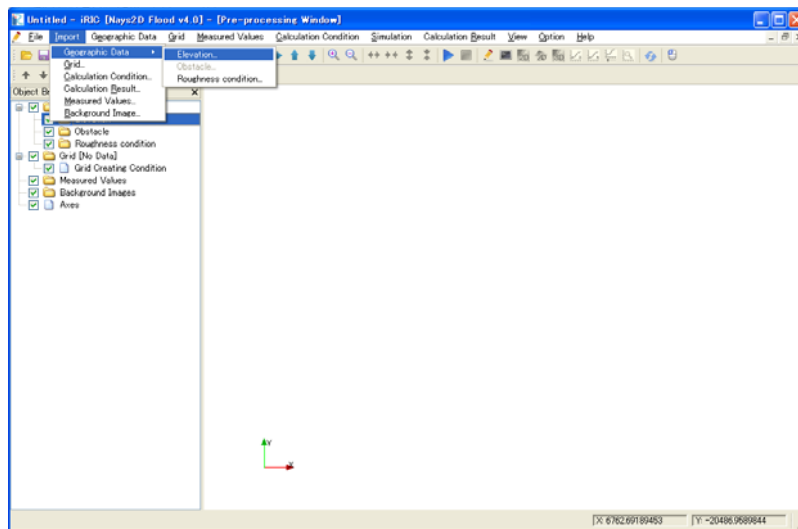 Untitled - iRIC [Nays2D Flood v4.0] - [Pre-processing Window]
File Import Geographic Data Grid Measured Values Calculation Condition Simulation Calculation Result View Option Help
Geographic Data
Elevation...
Grid...
Obstacle...
Calculation Condition...
Roughness condition...
Calculation Result...
Object Br
Measured Values...
Background Image...
Obstacle
Roughness condition
Grid [No Data]
Grid Creating Condition
Measured Values
Background Images
Axes
Y
X
X: 6762.69189453 Y: -20486.9589844